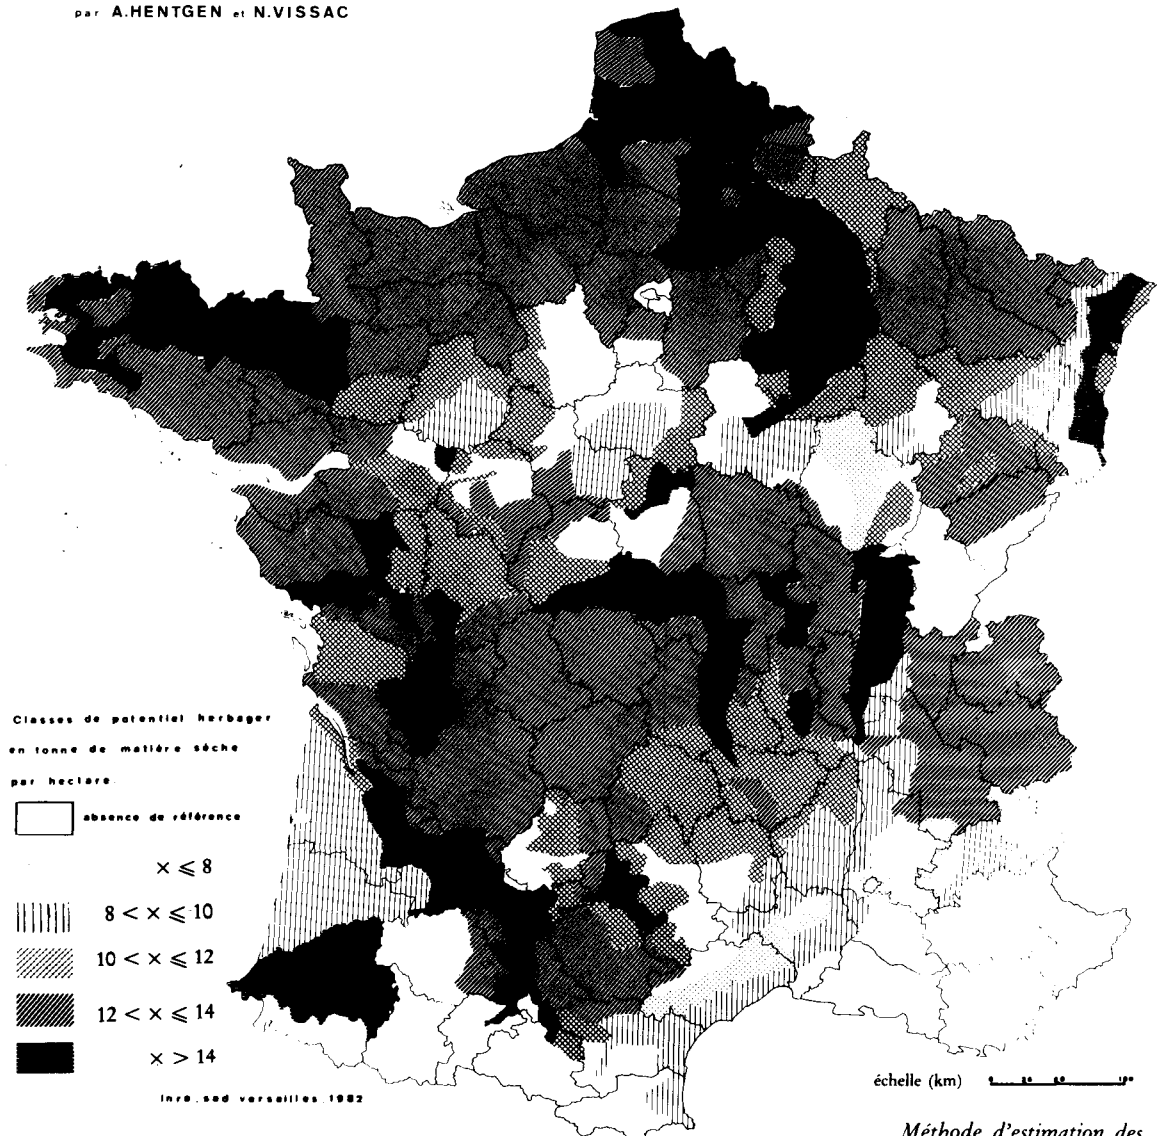 par A.HENTGEN et N.VISSAC
Classes de potentiel herbager
en tonne de matière sèche
par hectare.
absence de référence
x ⩽ 8
8 < x ⩽ 10
10 < x ⩽ 12
12 < x ⩽ 14
x > 14
inra.sad versailles.1982
échelle (km)
Méthode d'estimation des